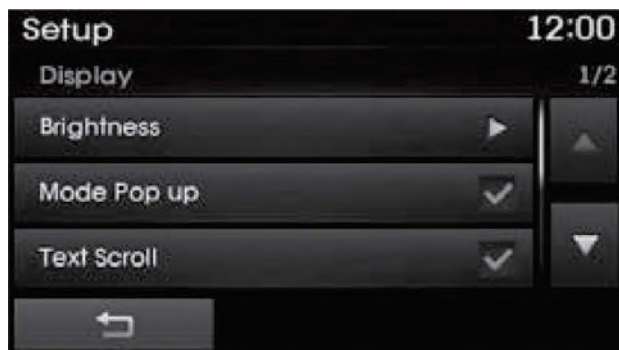 Setup 12:00
Display 1/2
Brightness
Mode Pop up
Text Scroll